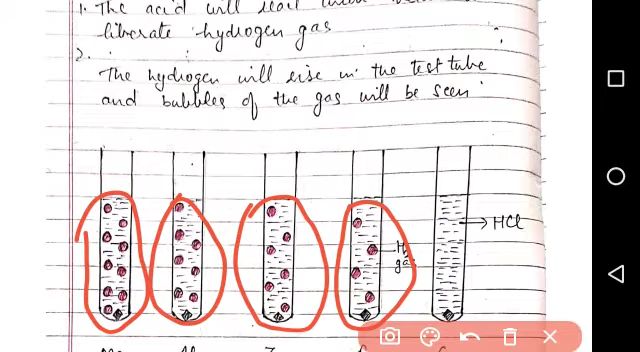 1. The acid will
liberate hydrogen gas
2.
The hydrogen will rise in the test tube
and bubbles of the gas will be seen
HCl
H₂
gas